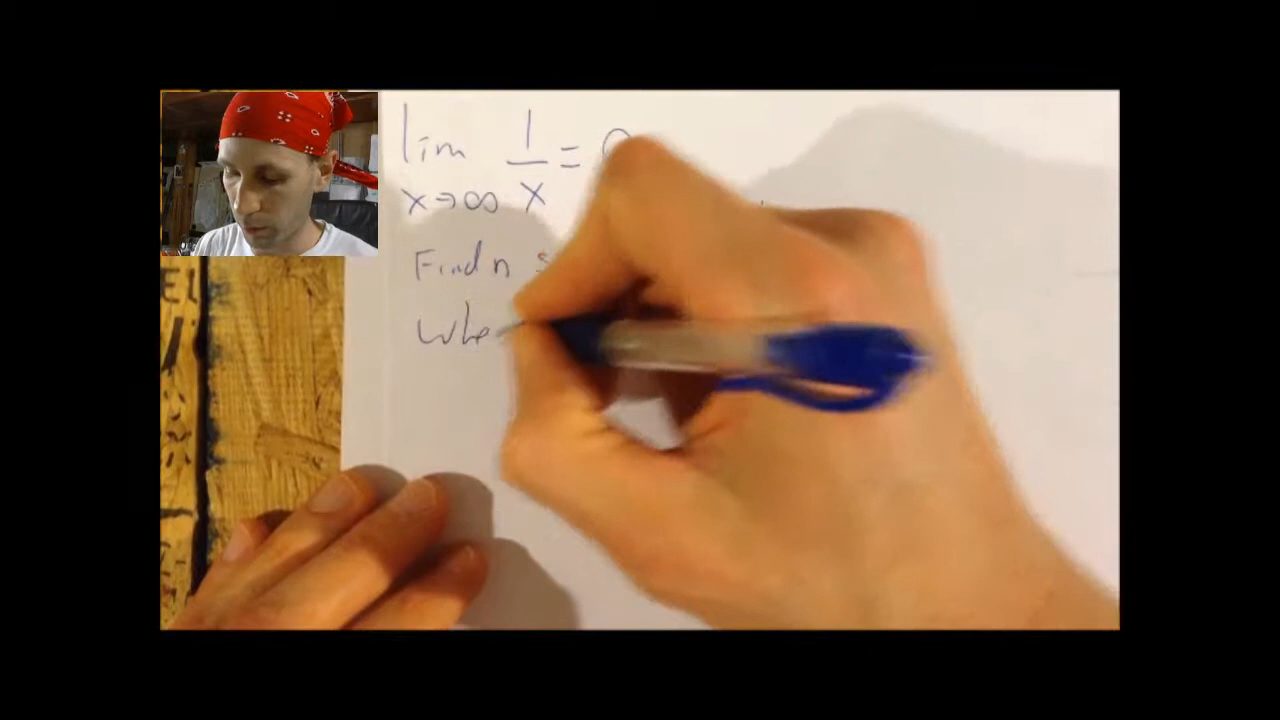 lim 1/x = 0
x→∞
Find n
whe